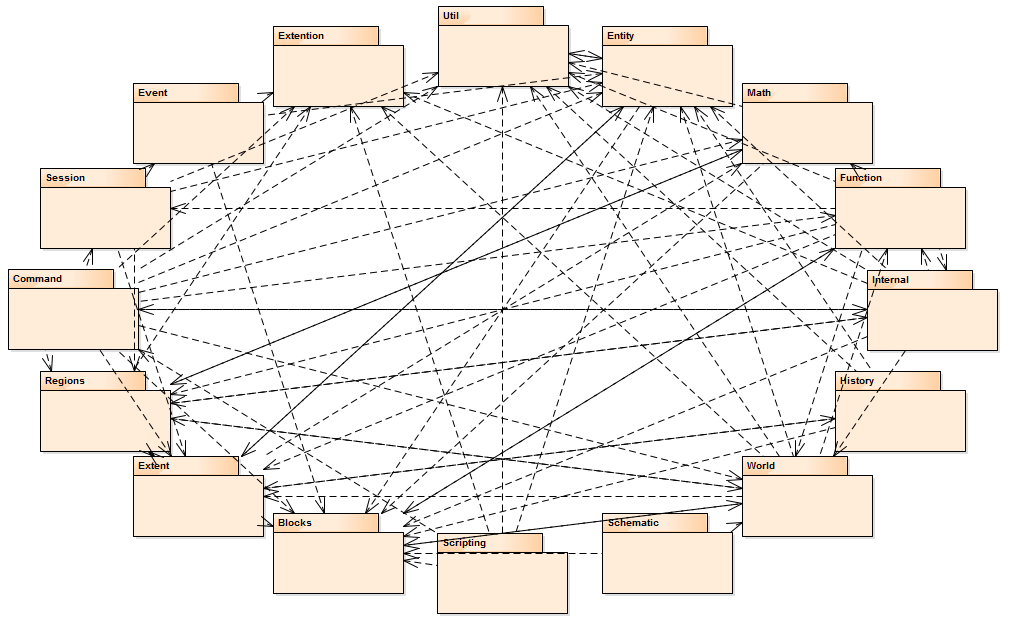 Util
Extention
Entity
Event
Math
Session
Function
Command
Internal
Regions
History
Extent
World
Blocks
Schematic
Scripting